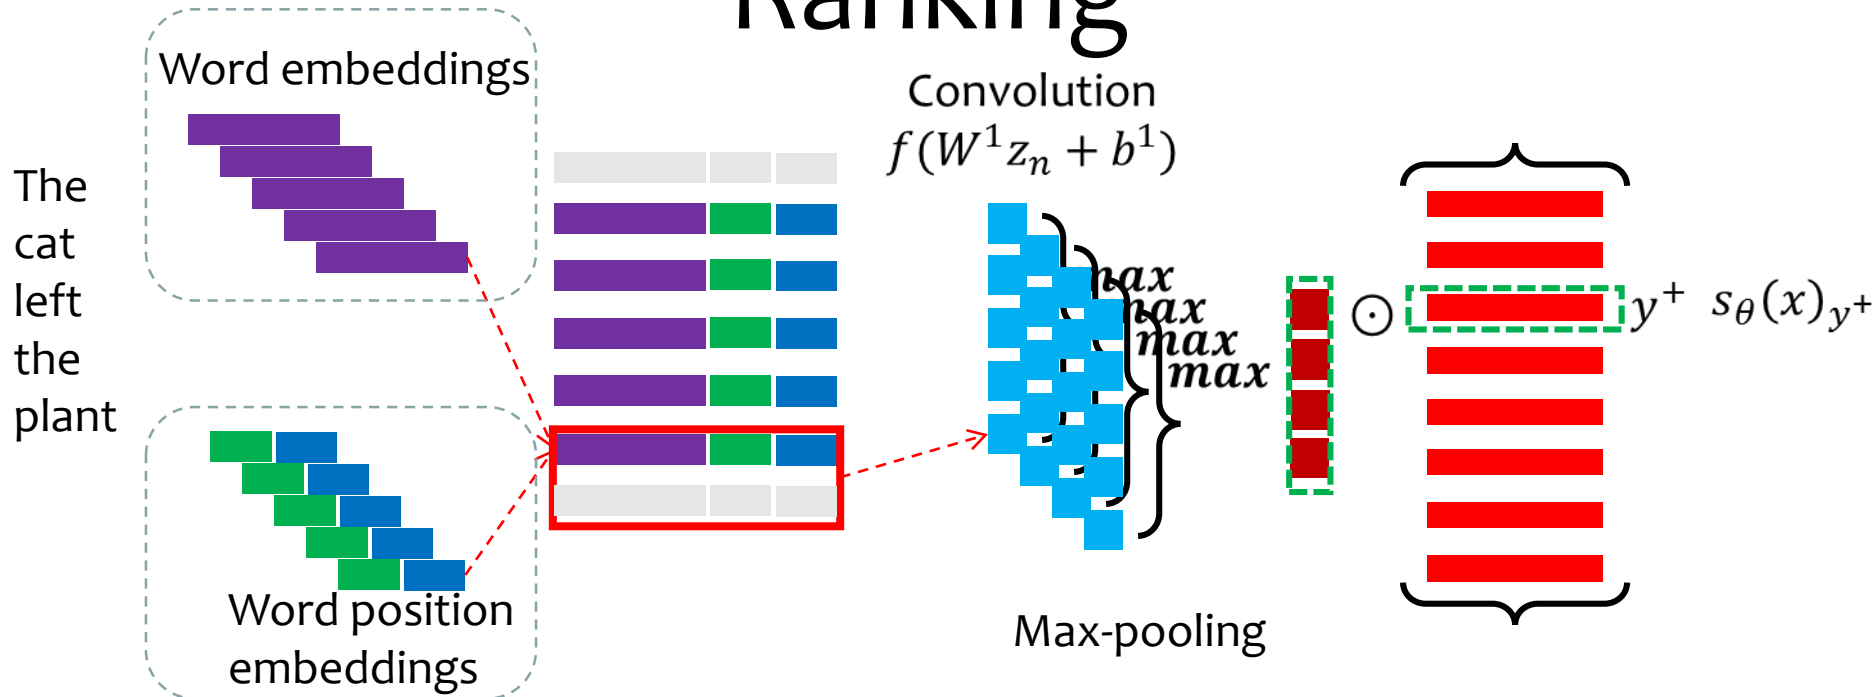 Ranking
Word embeddings
The
cat
left
the
plant
Word position
embeddings
Convolution
f(W¹zₙ + b¹)
max
max
max
max
Max-pooling
⊙
y⁺ s_θ(x)_{y⁺}